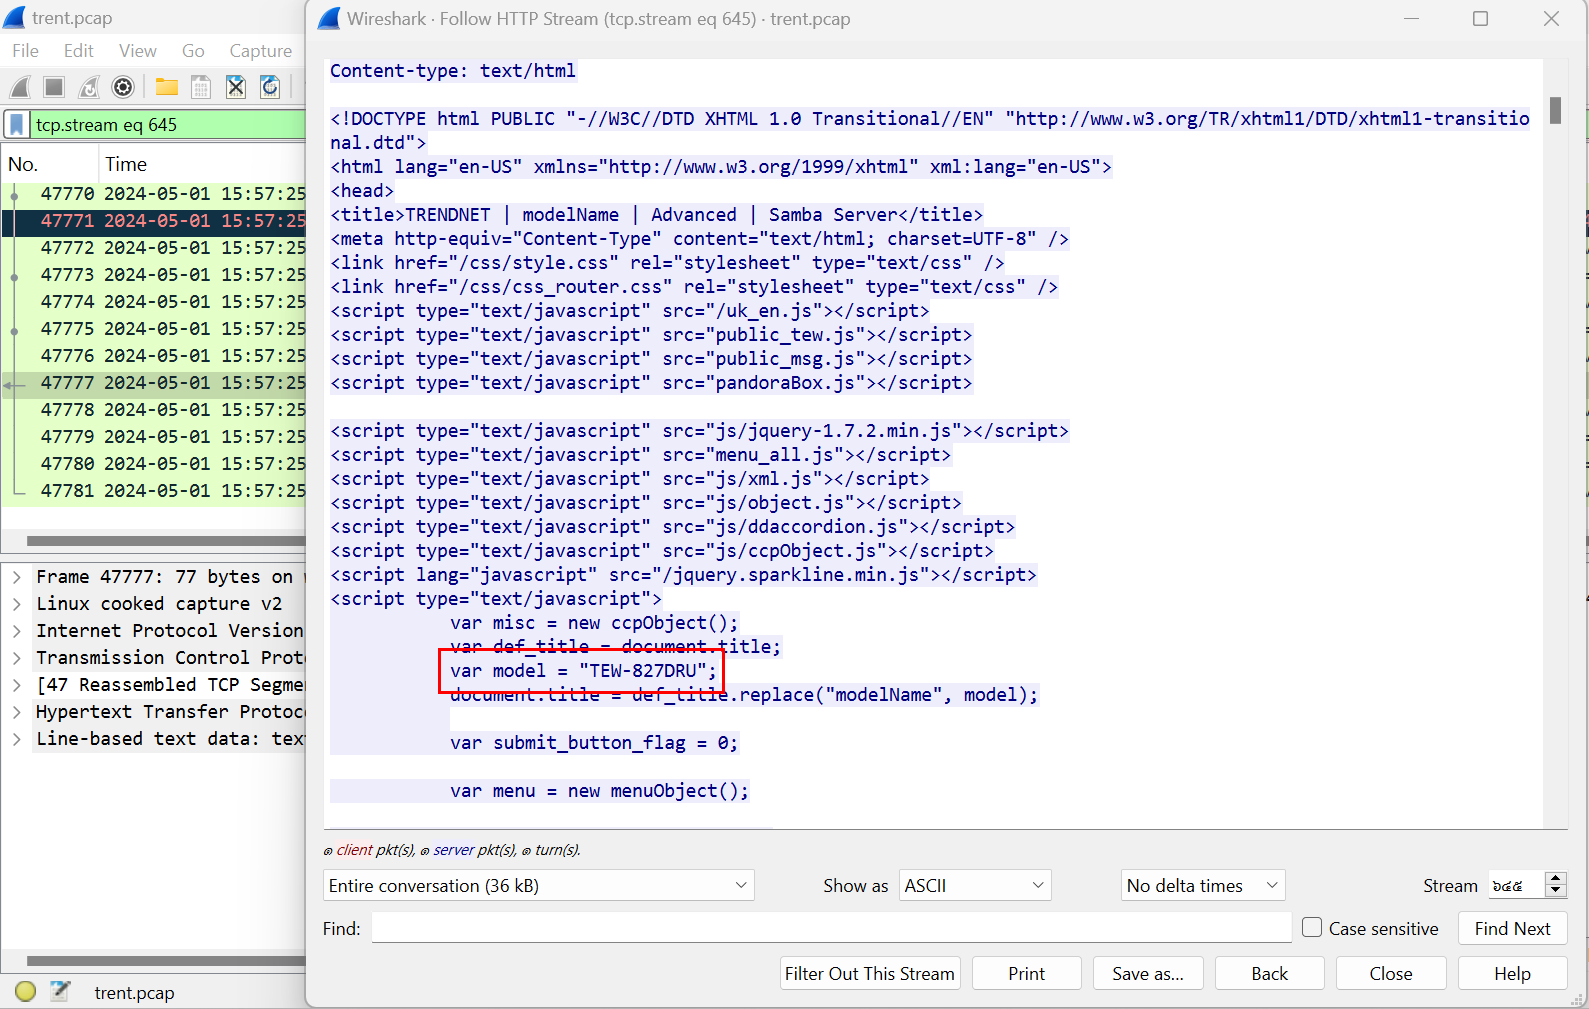 trent.pcap
File Edit View Go Capture
tcp.stream eq 645
No. Time
47770 2024-05-01 15:57:25
47771 2024-05-01 15:57:25
47772 2024-05-01 15:57:25
47773 2024-05-01 15:57:25
47774 2024-05-01 15:57:25
47775 2024-05-01 15:57:25
47776 2024-05-01 15:57:25
47777 2024-05-01 15:57:25
47778 2024-05-01 15:57:25
47779 2024-05-01 15:57:25
47780 2024-05-01 15:57:25
47781 2024-05-01 15:57:25
Frame 47777: 77 bytes on
Linux cooked capture v2
Internet Protocol Version
Transmission Control Prot
[47 Reassembled TCP Segme
Hypertext Transfer Protoc
Line-based text data: tex
trent.pcap
Wireshark · Follow HTTP Stream (tcp.stream eq 645) · trent.pcap
Content-type: text/html
<!DOCTYPE html PUBLIC "-//W3C//DTD XHTML 1.0 Transitional//EN" "http://www.w3.org/TR/xhtml1/DTD/xhtml1-transitio
nal.dtd">
<html lang="en-US" xmlns="http://www.w3.org/1999/xhtml" xml:lang="en-US">
<head>
<title>TRENDNET | modelName | Advanced | Samba Server</title>
<meta http-equiv="Content-Type" content="text/html; charset=UTF-8" />
<link href="/css/style.css" rel="stylesheet" type="text/css" />
<link href="/css/css_router.css" rel="stylesheet" type="text/css" />
<script type="text/javascript" src="/uk_en.js"></script>
<script type="text/javascript" src="public_tew.js"></script>
<script type="text/javascript" src="public_msg.js"></script>
<script type="text/javascript" src="pandoraBox.js"></script>
<script type="text/javascript" src="js/jquery-1.7.2.min.js"></script>
<script type="text/javascript" src="menu_all.js"></script>
<script type="text/javascript" src="js/xml.js"></script>
<script type="text/javascript" src="js/object.js"></script>
<script type="text/javascript" src="js/ddaccordion.js"></script>
<script type="text/javascript" src="js/ccpObject.js"></script>
<script lang="javascript" src="/jquery.sparkline.min.js"></script>
<script type="text/javascript">
var misc = new ccpObject();
var def_title = document.title;
var model = "TEW-827DRU";
document.title = def_title.replace("modelName", model);
var submit_button_flag = 0;
var menu = new menuObject();
๑ client pkt(s), ๑ server pkt(s), ๑ turn(s).
Entire conversation (36 kB) Show as ASCII No delta times Stream ๖๔๕
Find: Case sensitive Find Next
Filter Out This Stream Print Save as... Back Close Help